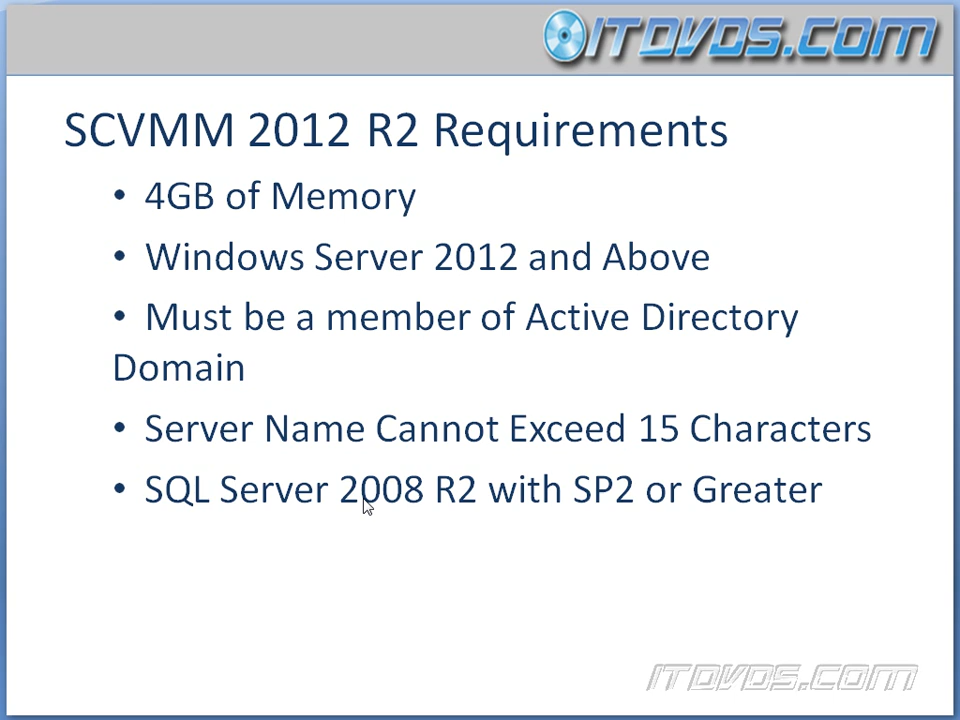 ITDVDS.COM
SCVMM 2012 R2 Requirements
• 4GB of Memory
• Windows Server 2012 and Above
• Must be a member of Active Directory
Domain
• Server Name Cannot Exceed 15 Characters
• SQL Server 2008 R2 with SP2 or Greater
ITDVDS.COM